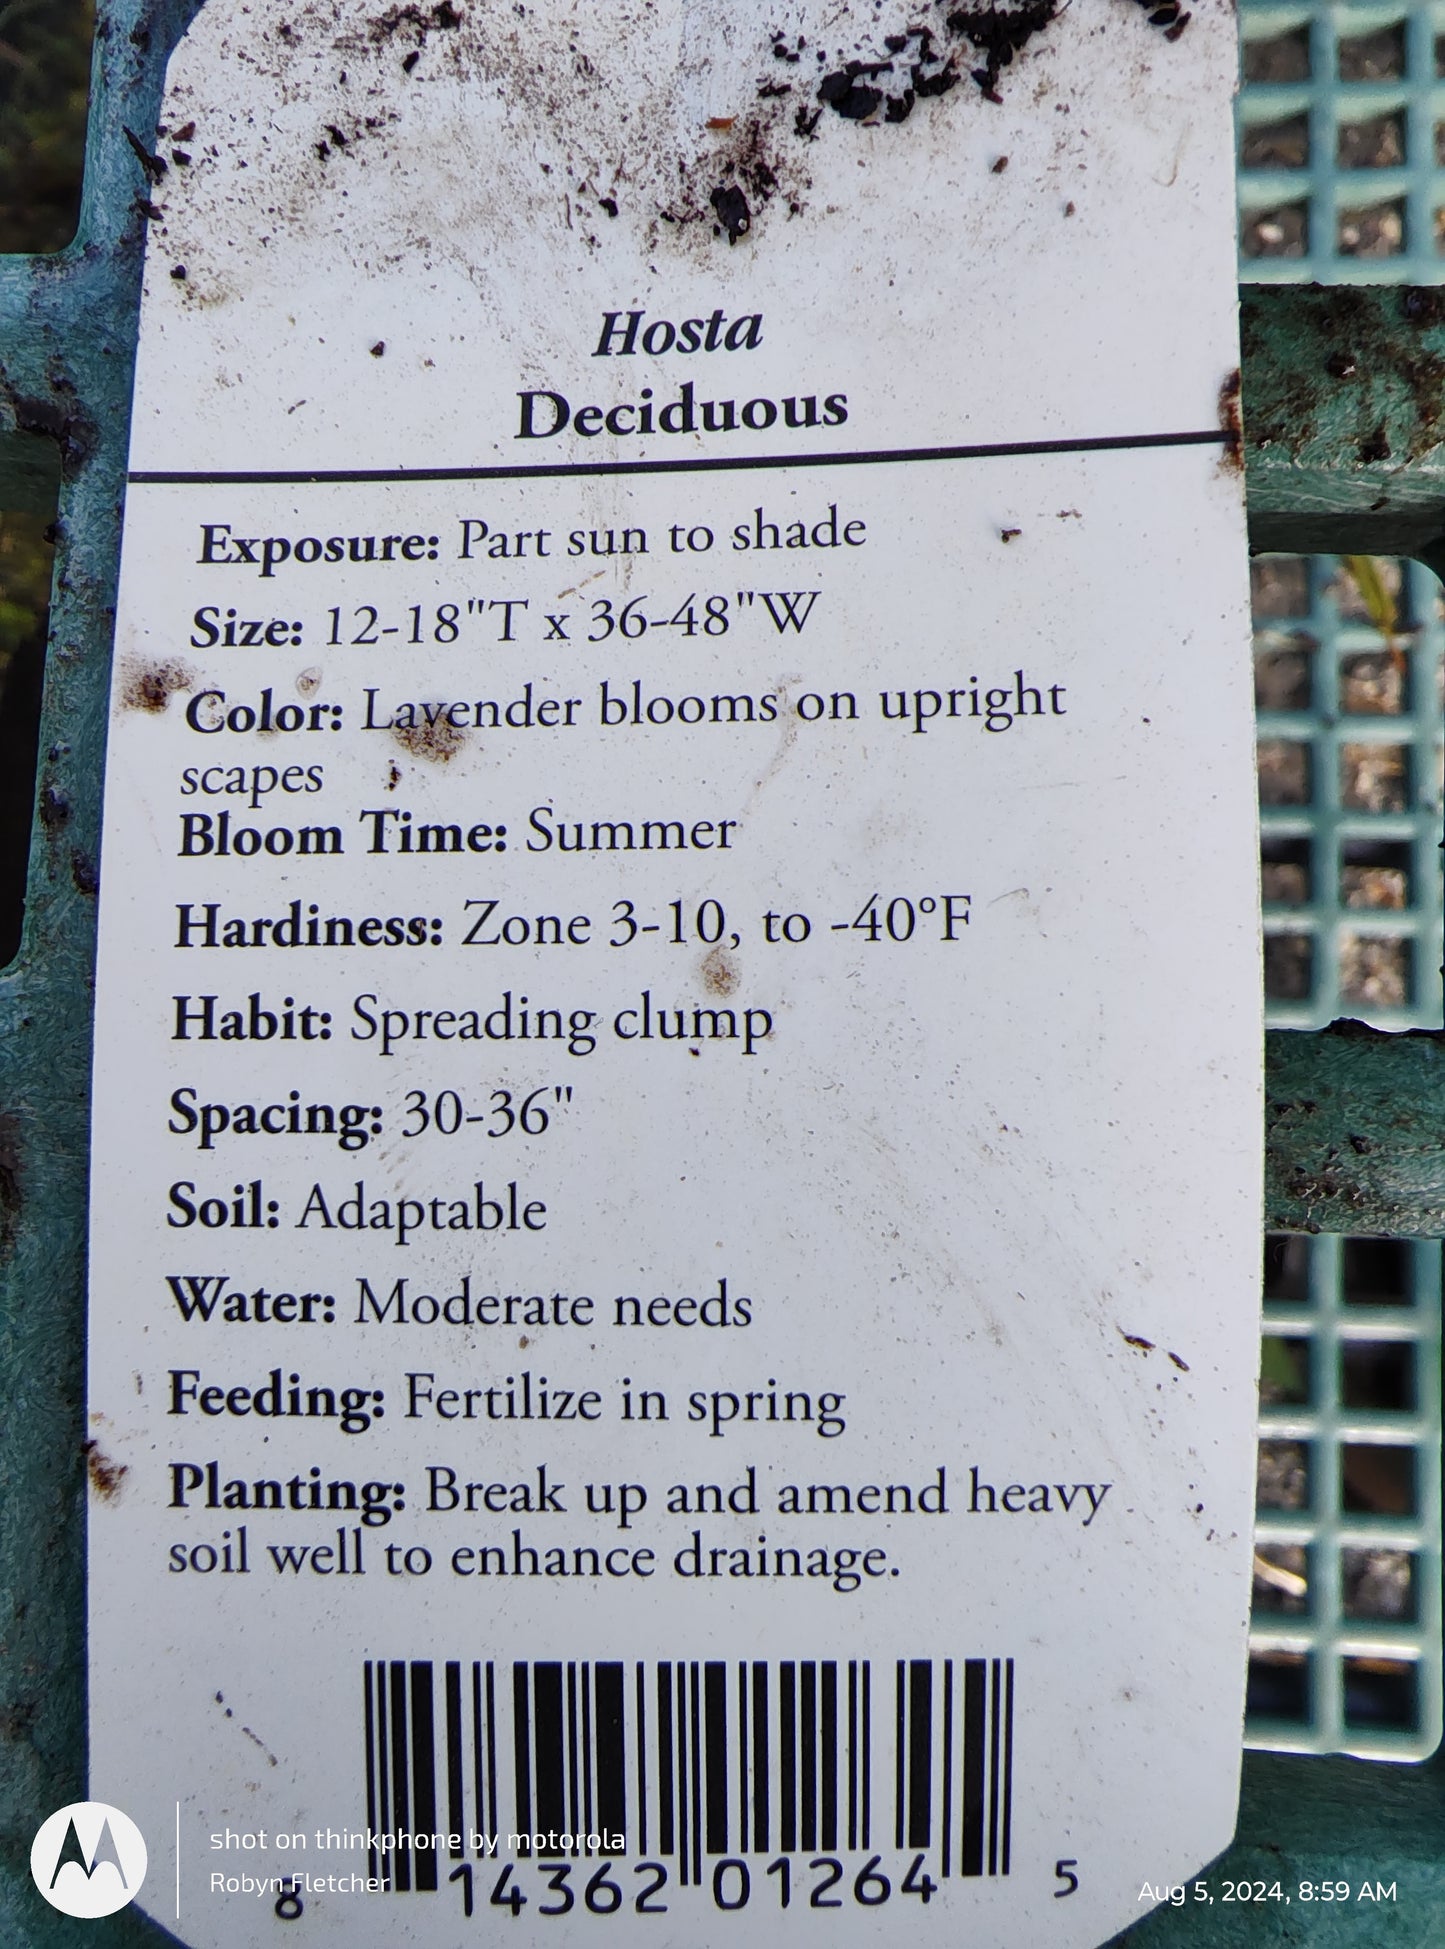 Hosta
Deciduous
Exposure: Part sun to shade
Size: 12-18"T x 36-48"W
Color: Lavender blooms on upright
scapes
Bloom Time: Summer
Hardiness: Zone 3-10, to -40°F
Habit: Spreading clump
Spacing: 30-36"
Soil: Adaptable
Water: Moderate needs
Feeding: Fertilize in spring
Planting: Break up and amend heavy
soil well to enhance drainage.
8 14362 01264 5
shot on thinkphone by motorola
Robyn Fletcher
Aug 5, 2024, 8:59 AM